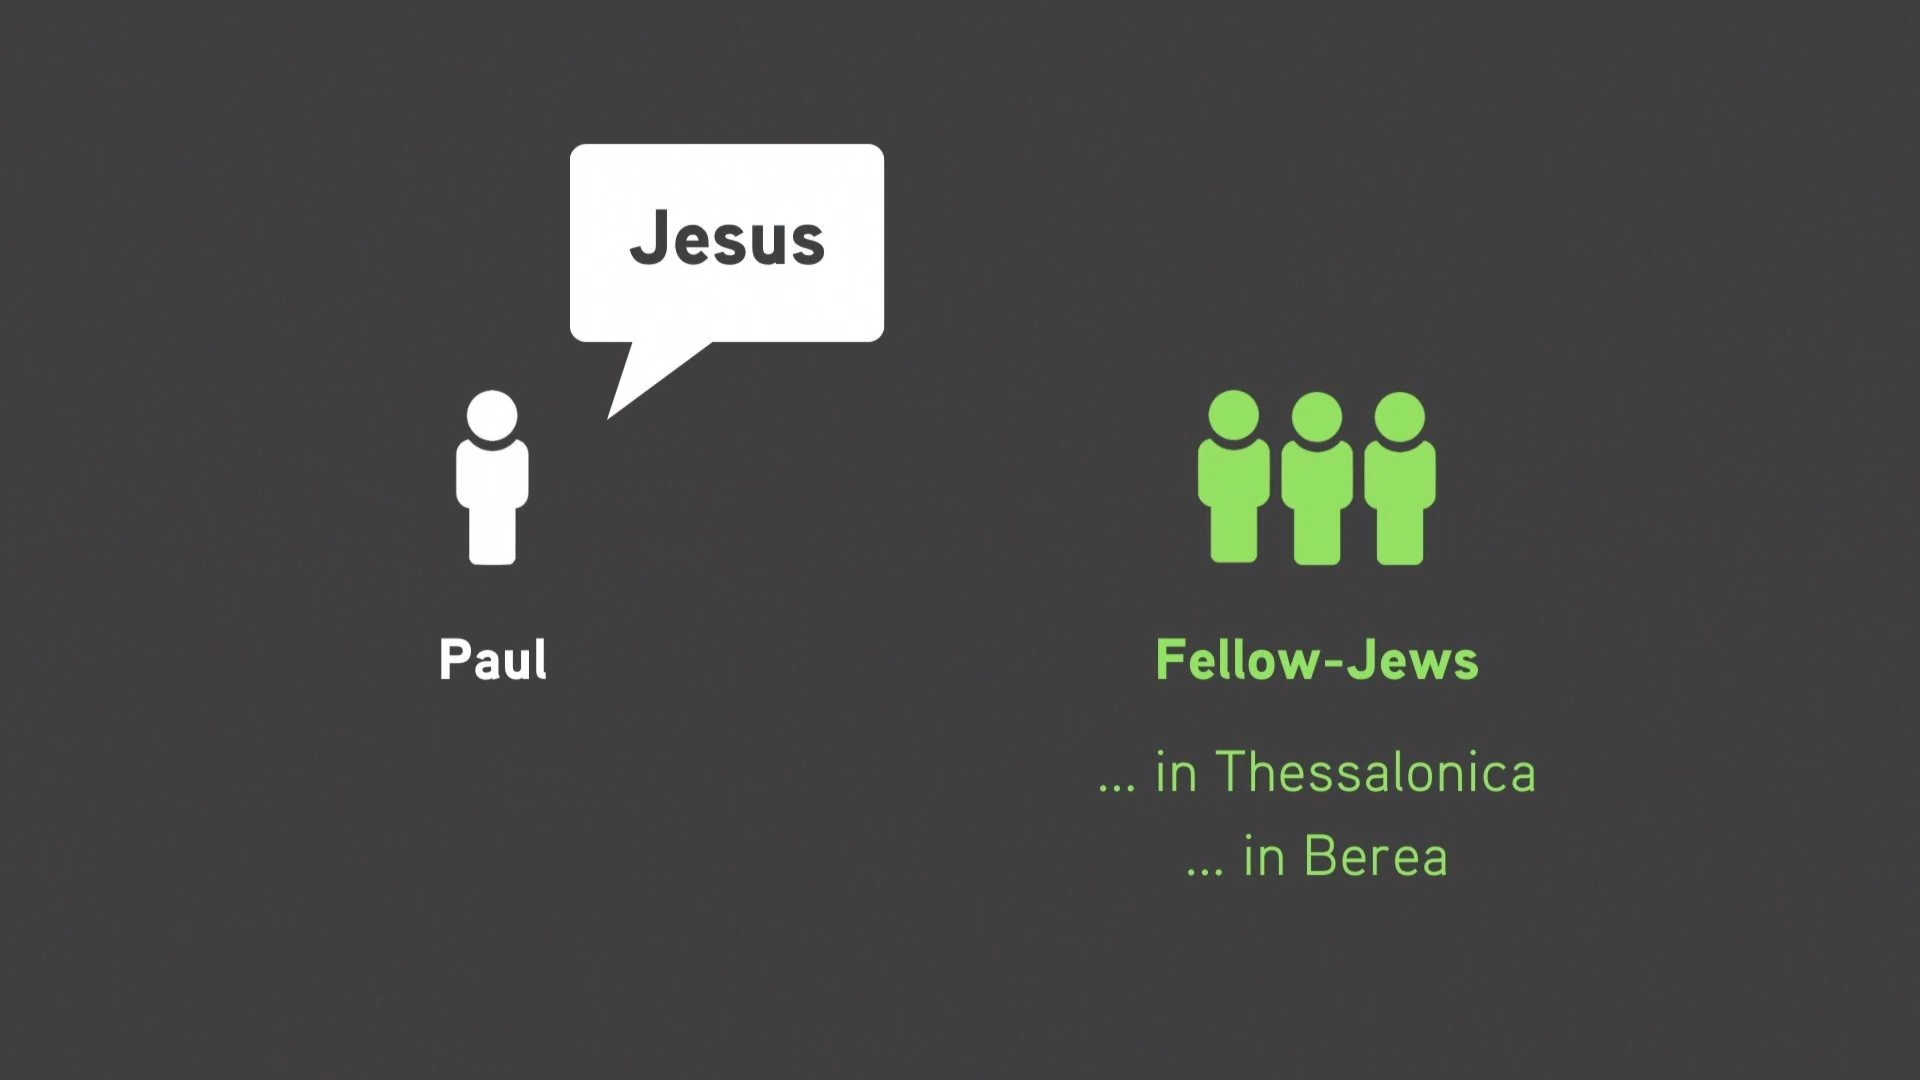 Jesus
Paul
Fellow-Jews
... in Thessalonica
... in Berea